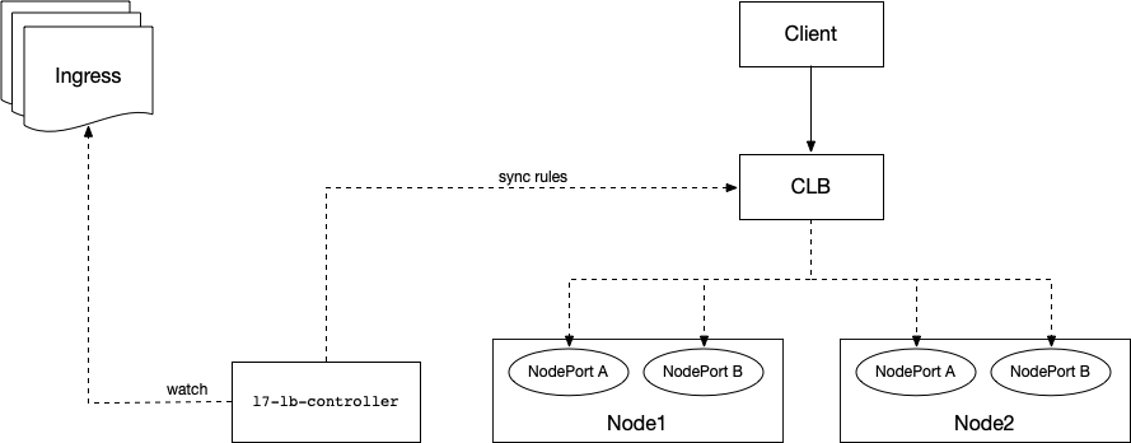 Client
Ingress
sync rules
CLB
watch
l7-lb-controller
NodePort A
NodePort B
Node1
NodePort A
NodePort B
Node2